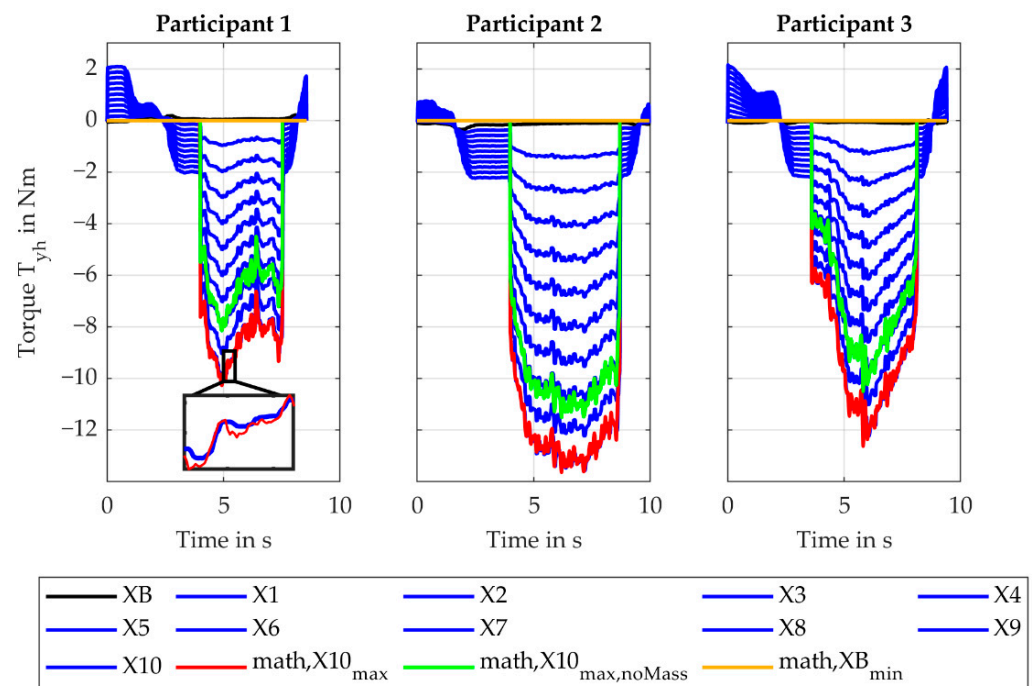 Participant 1
Participant 2
Participant 3
Torque T_yh in Nm
2
0
−2
−4
−6
−8
−10
−12
0 5 10
0 5 10
0 5 10
Time in s
Time in s
Time in s
XB X1 X2 X3 X4
X5 X6 X7 X8 X9
X10 math,X10_max math,X10_max,noMass math,XB_min